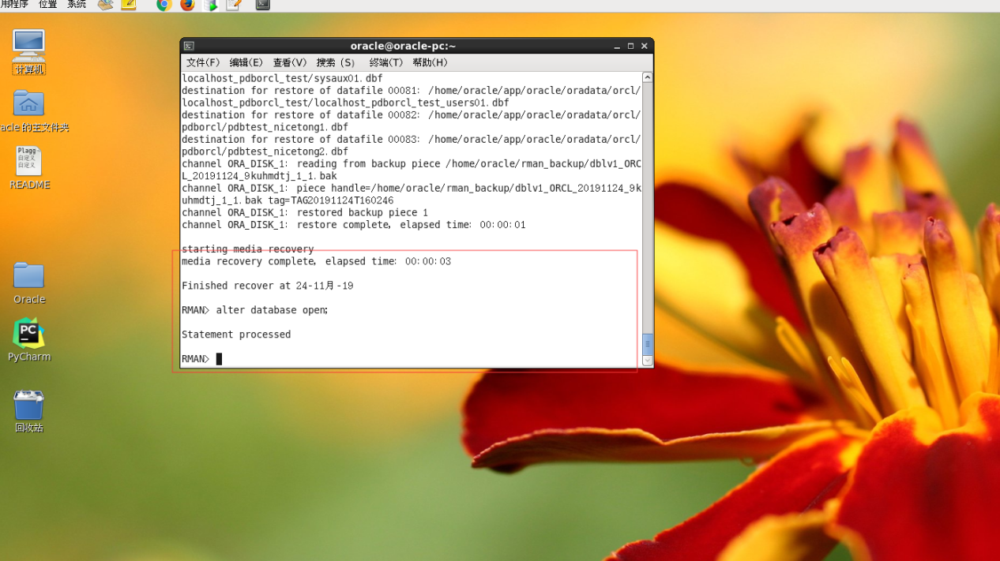 用程序 位置 系统
oracle@oracle-pc:~
文件(F) 编辑(E) 查看(V) 搜索 (S) 终端(T) 帮助(H)
localhost_pdborcl_test/sysaux01.dbf
destination for restore of datafile 00081: /home/oracle/app/oracle/oradata/orcl/
localhost_pdborcl_test/localhost_pdborcl_test_users01.dbf
destination for restore of datafile 00082: /home/oracle/app/oracle/oradata/orcl/
pdborcl/pdbtest_nicetong1.dbf
destination for restore of datafile 00083: /home/oracle/app/oracle/oradata/orcl/
pdborcl/pdbtest_nicetong2.dbf
channel ORA_DISK_1: reading from backup piece /home/oracle/rman_backup/dblv1_ORC
L_20191124_9kuhmdtj_1_1.bak
channel ORA_DISK_1: piece handle=/home/oracle/rman_backup/dblv1_ORCL_20191124_9k
uhmdtj_1_1.bak tag=TAG20191124T160246
channel ORA_DISK_1: restored backup piece 1
channel ORA_DISK_1: restore complete, elapsed time: 00:00:01
starting media recovery
media recovery complete, elapsed time: 00:00:03
Finished recover at 24-11月-19
RMAN> alter database open;
Statement processed
RMAN>
计算机
racle 的主文件夹
Plagg
自定义
自定义
README
Oracle
PC
PyCharm
回收站